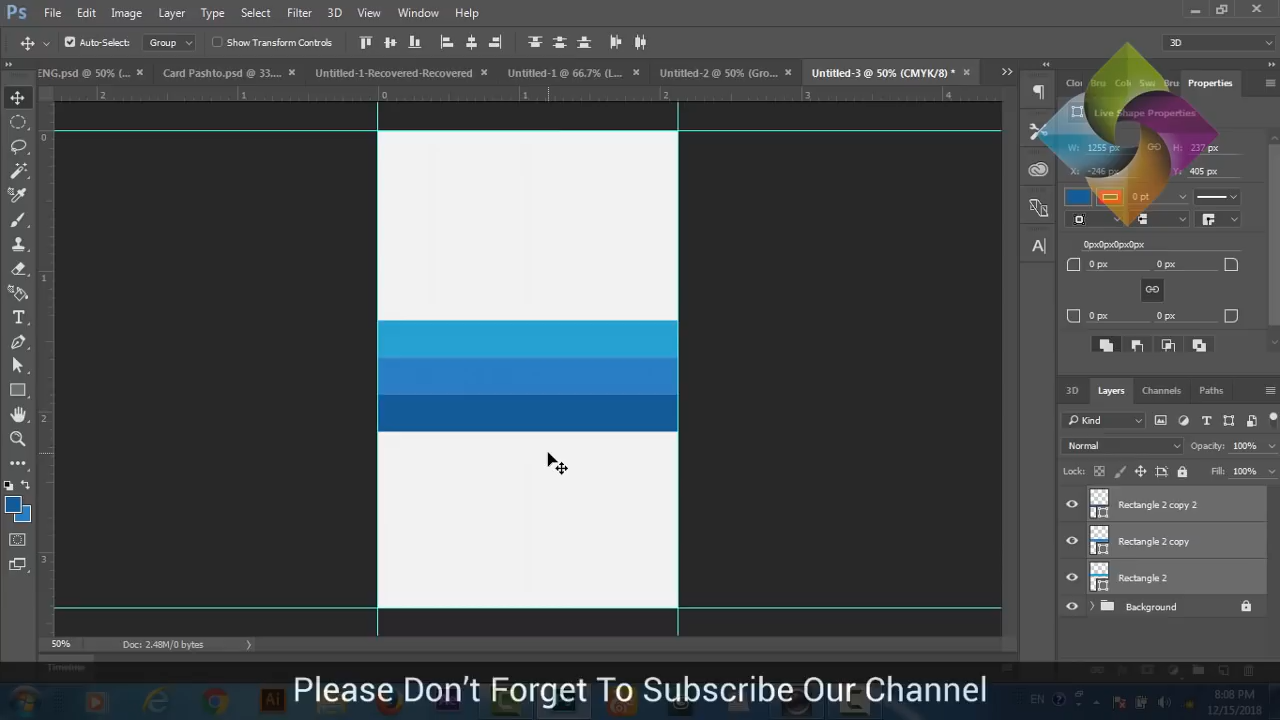 Ps File Edit Image Layer Type Select Filter 3D View Window Help
Auto-Select: Group Show Transform Controls 3D
ENG.psd @ 50% (... × Card Pashto.psd @ 33.... × Untitled-1-Recovered-Recovered × Untitled-1 @ 66.7% (L... × Untitled-2 @ 50% (Gro... × Untitled-3 @ 50% (CMYK/8) * ×
Properties
Live Shape Properties
W: 1255 px H: 237 px
X: -246 px Y: 405 px
0 pt
0px0px0px0px
0 px 0 px
0 px 0 px
3D Layers Channels Paths
Kind
Normal Opacity: 100%
Lock: Fill: 100%
Rectangle 2 copy 2
Rectangle 2 copy
Rectangle 2
Background
50% Doc: 2.48M/0 bytes
Timeline
Please Don't Forget To Subscribe Our Channel
EN 8:08 PM
12/15/2018